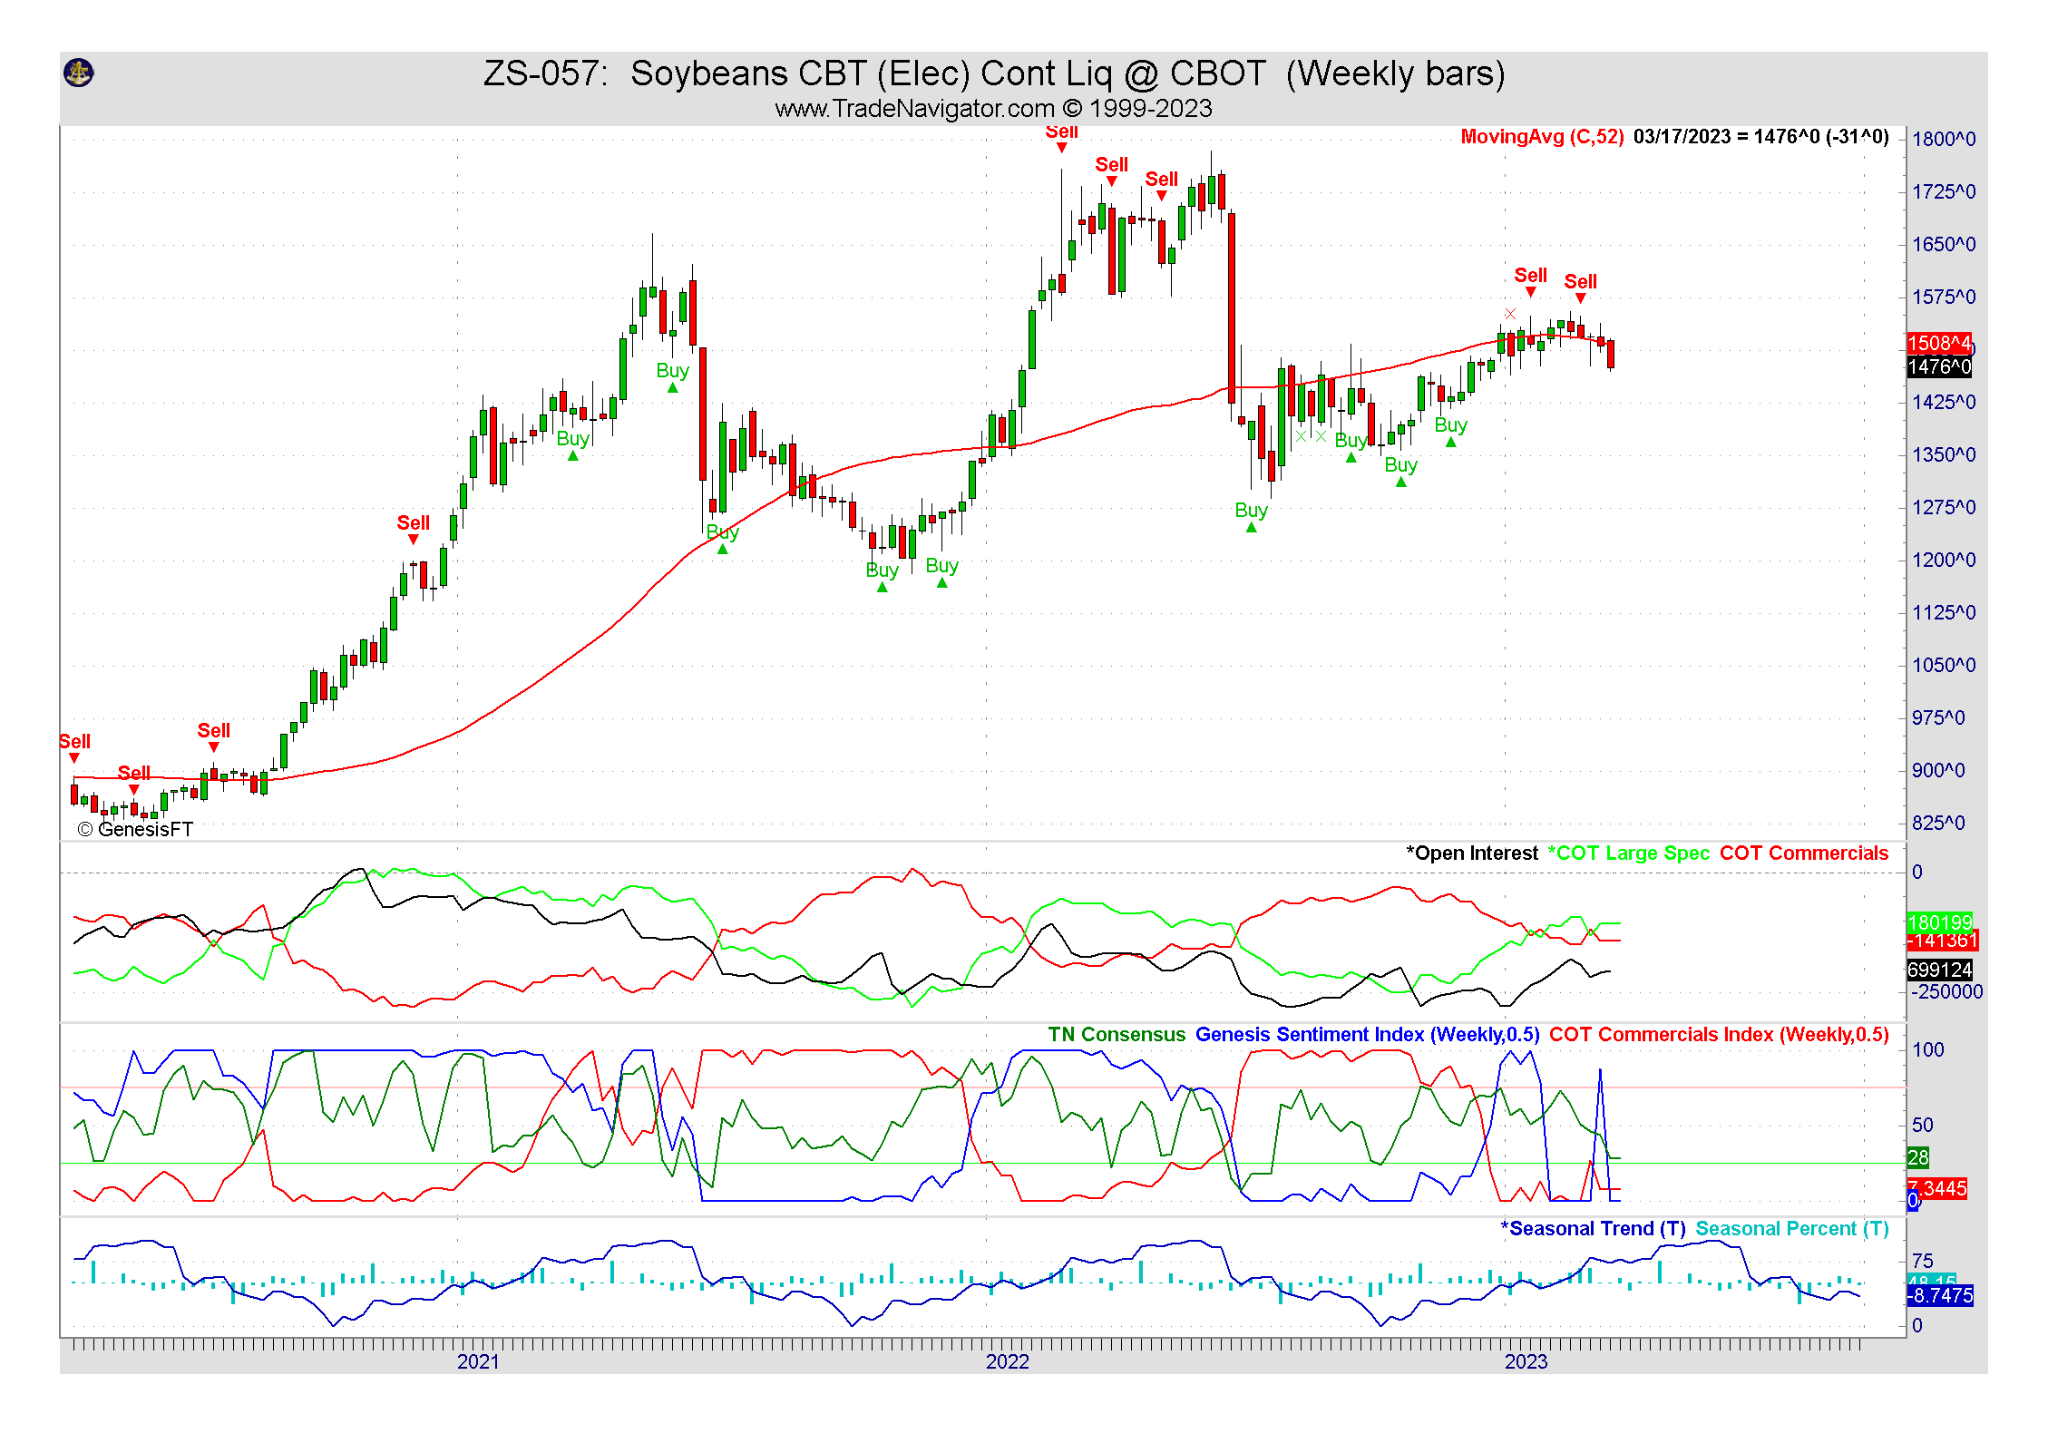 ZS-057: Soybeans CBT (Elec) Cont Liq @ CBOT (Weekly bars)
www.TradeNavigator.com © 1999-2023
MovingAvg (C,52) 03/17/2023 = 1476^0 (-31^0)
1800^0
1725^0
1650^0
1575^0
1508^4
1476^0
1425^0
1350^0
1275^0
1200^0
1125^0
1050^0
975^0
900^0
825^0
Sell
Sell
Sell
Sell
Buy
Buy
Buy
Buy
Buy
Sell
Sell
Sell
Buy
Buy
Buy
Buy
Sell
Sell
© GenesisFT
*Open Interest *COT Large Spec COT Commercials
0
180199
-141361
699124
-250000
TN Consensus Genesis Sentiment Index (Weekly,0.5) COT Commercials Index (Weekly,0.5)
100
50
28
7.3445
0
*Seasonal Trend (T) Seasonal Percent (T)
75
48.15
-8.7475
0
2021 2022 2023